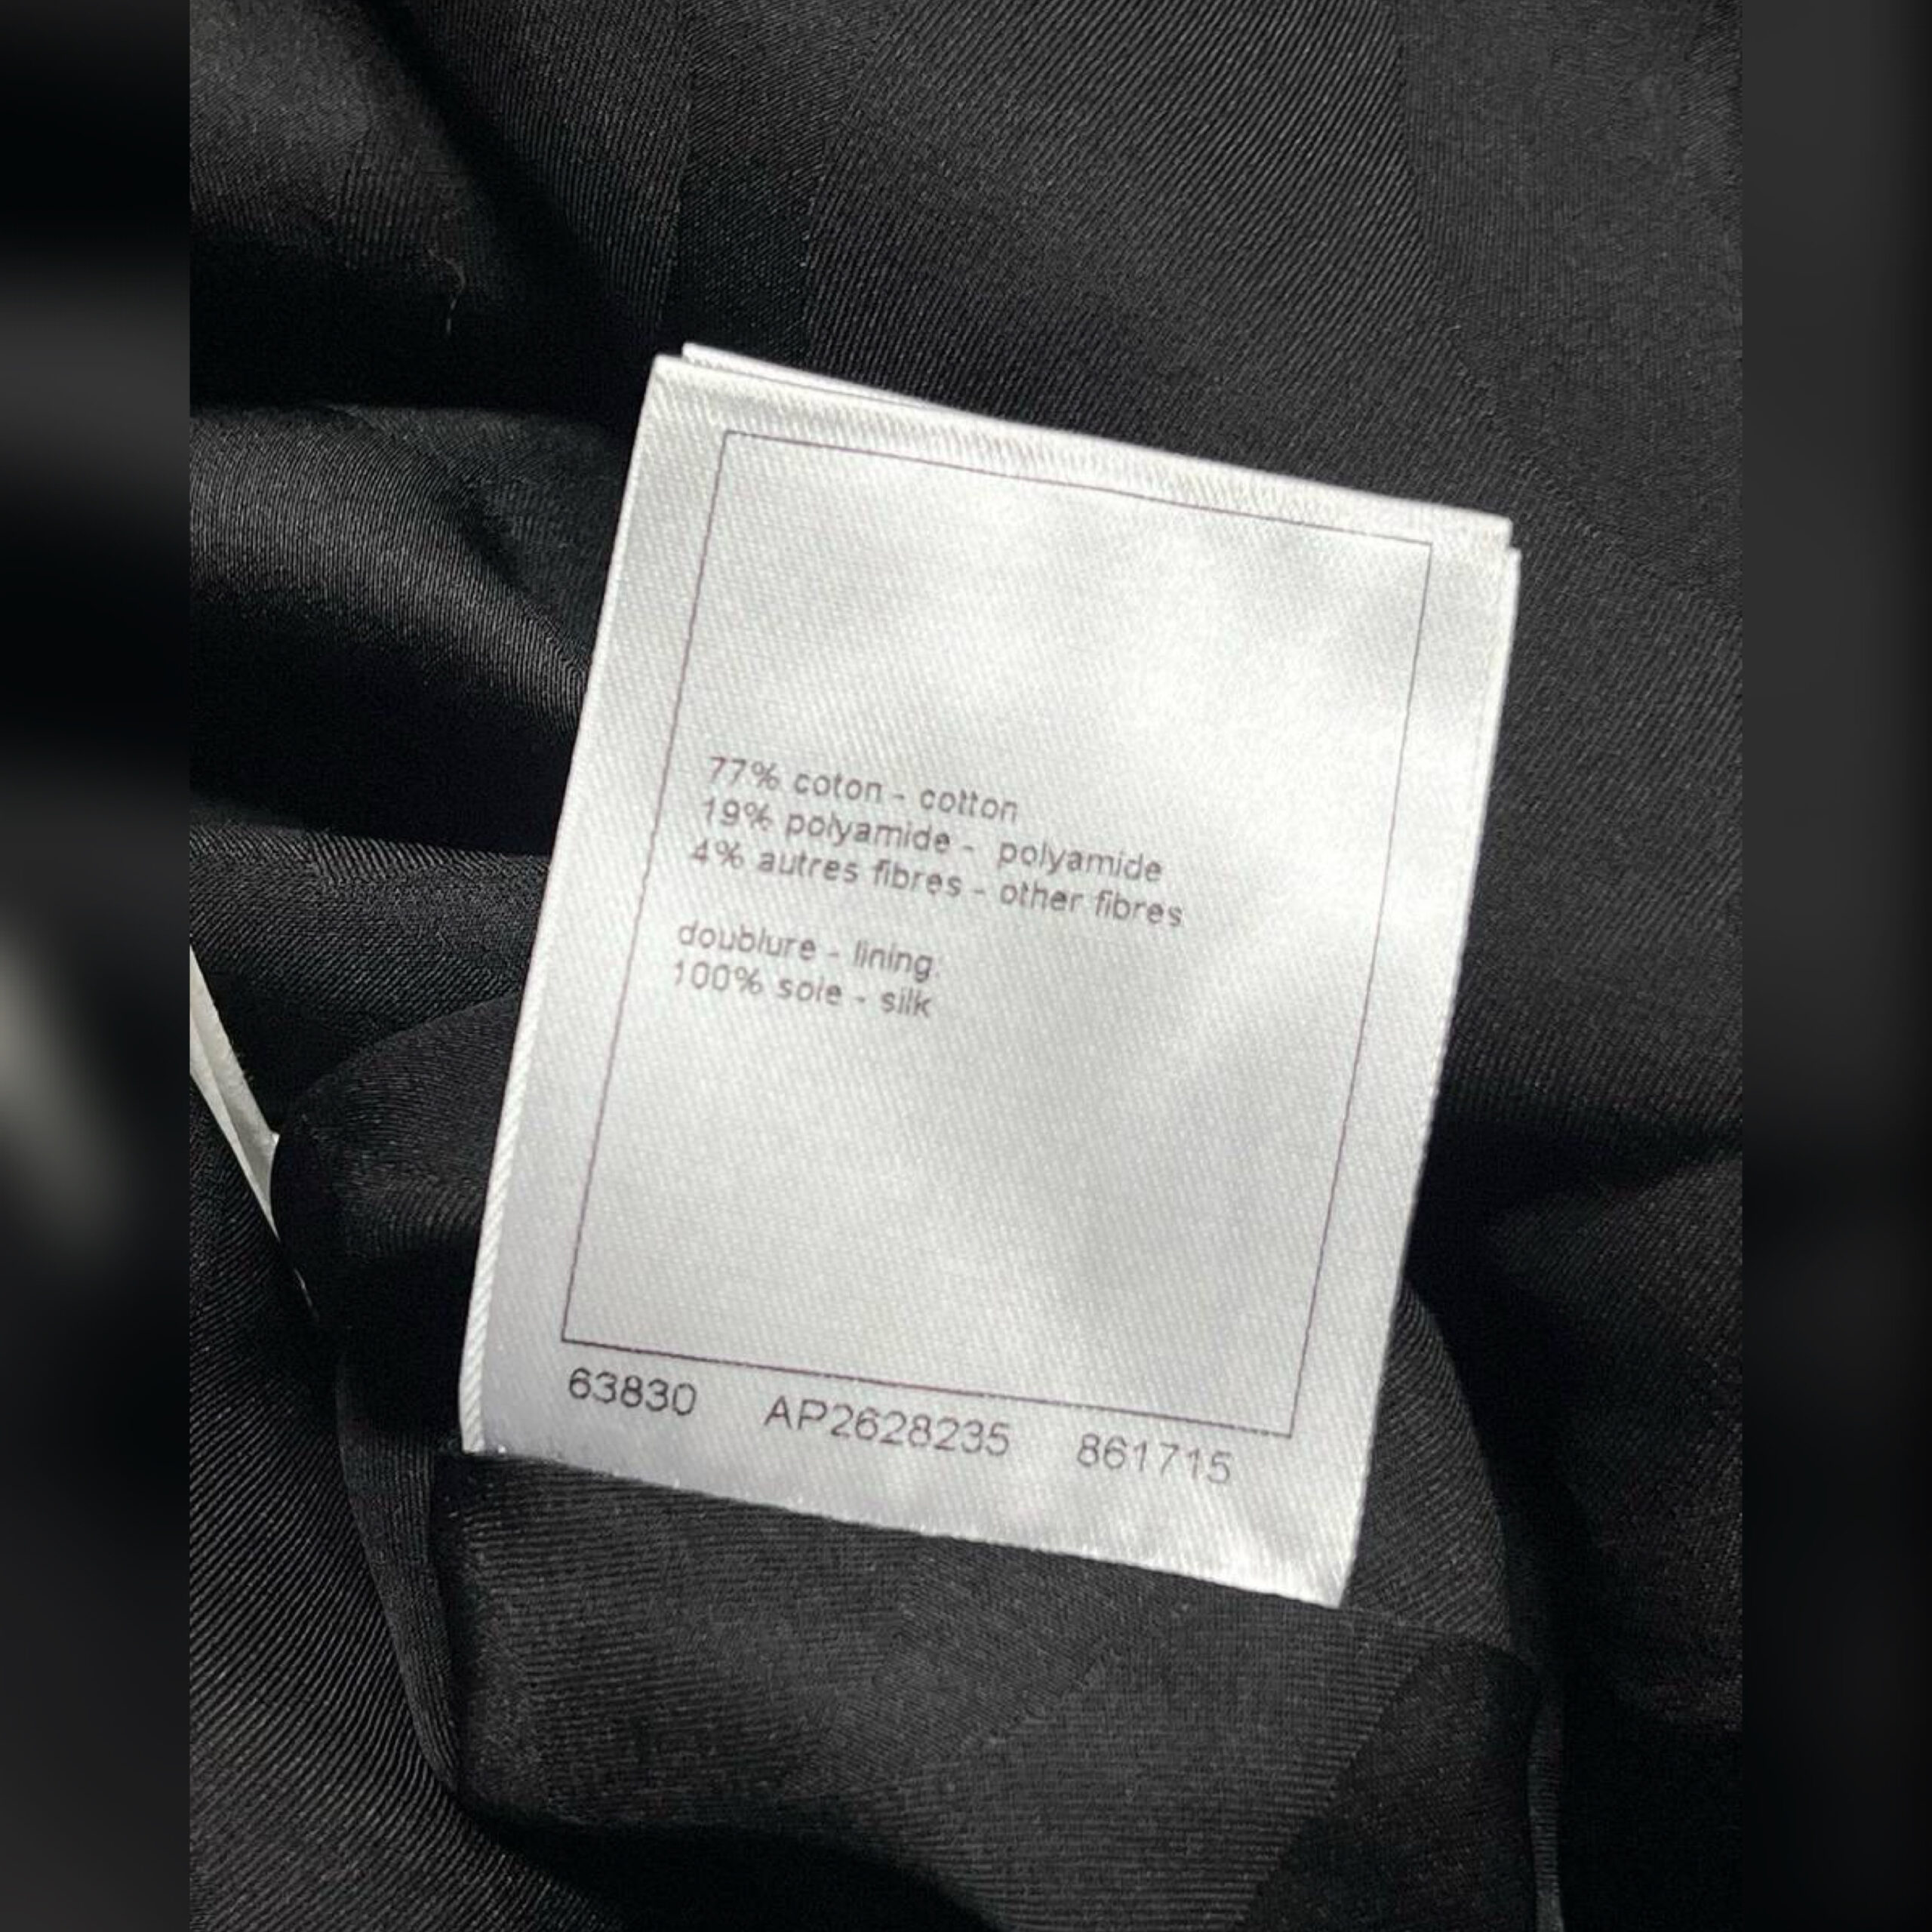 77% coton - cotton
19% polyamide - polyamide
4% autres fibres - other fibres
doublure - lining
100% soie - silk
63830 AP2628235 861715